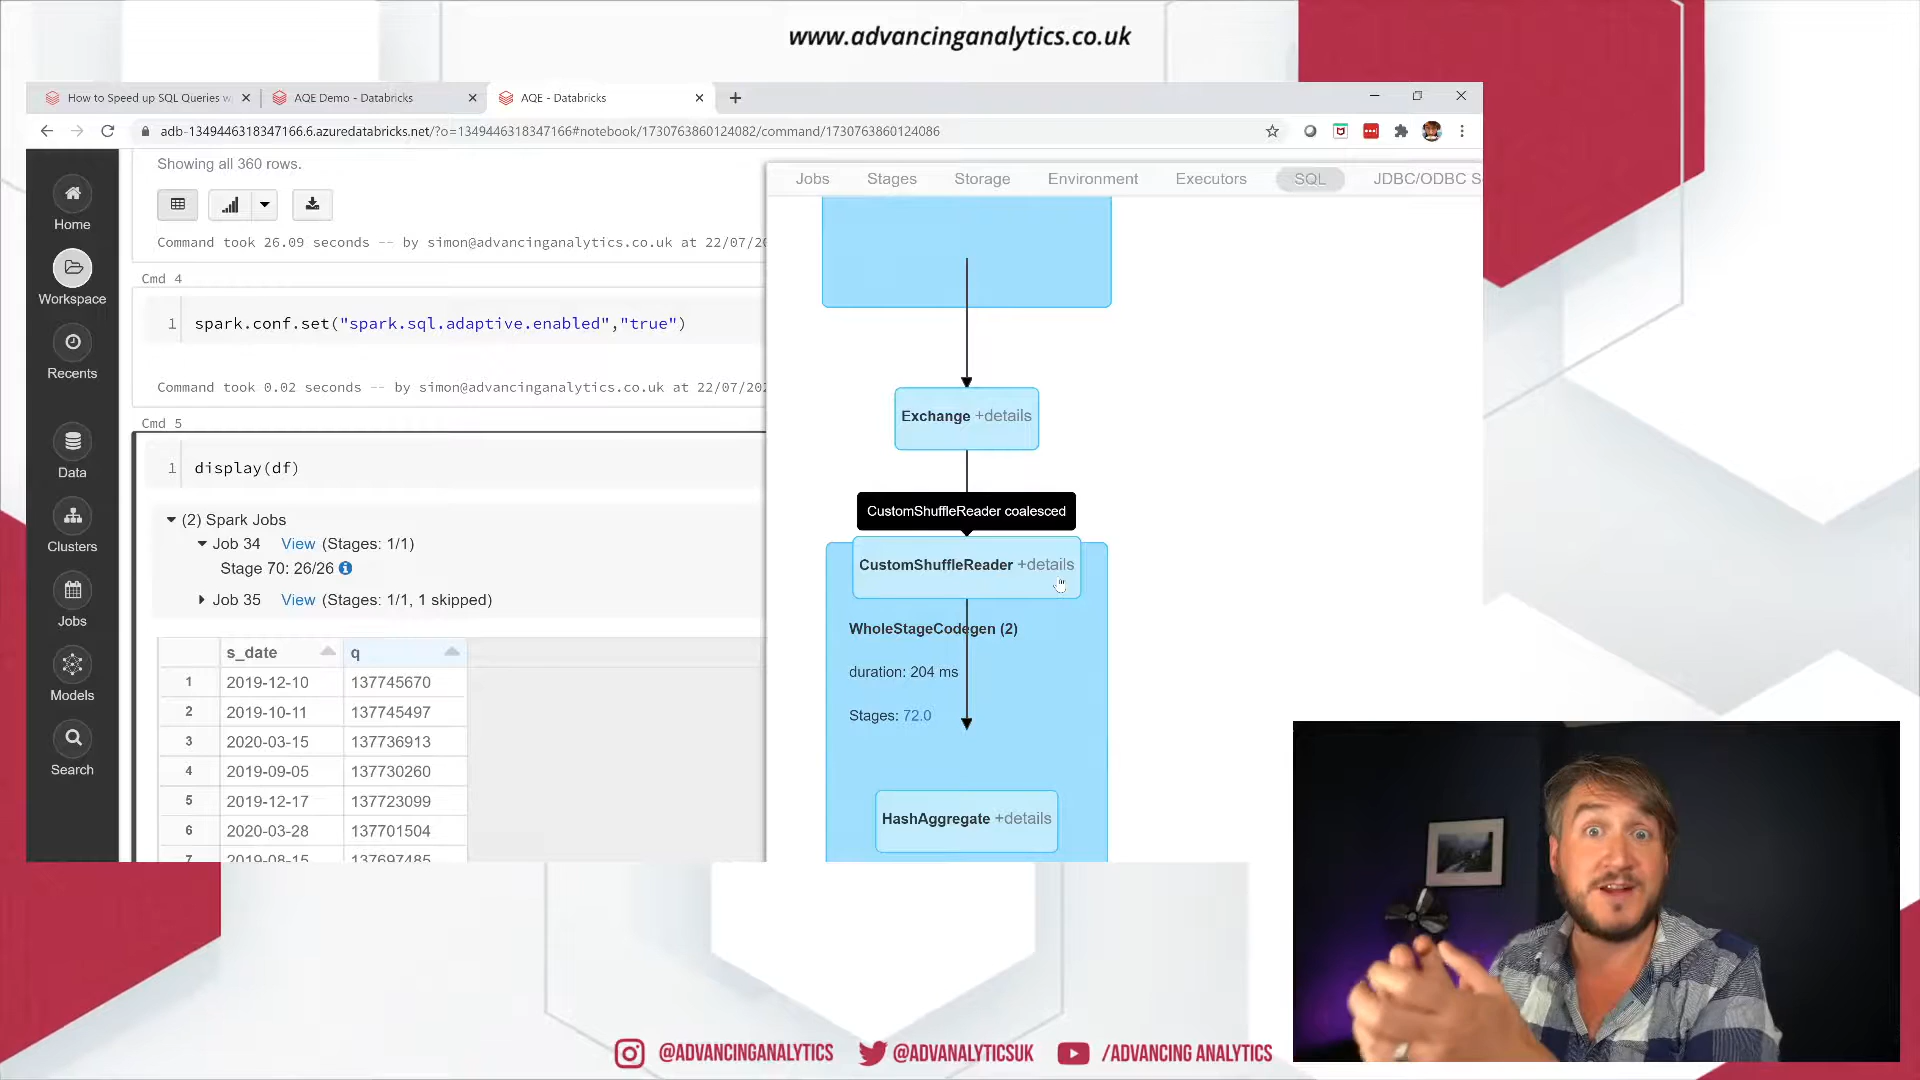 www.advancinganalytics.co.uk
How to Speed up SQL Queries w
AQE Demo - Databricks
AQE - Databricks
adb-1349446318347166.6.azuredatabricks.net/?o=1349446318347166#notebook/1730763860124082/command/1730763860124086
Home
Workspace
Recents
Data
Clusters
Jobs
Models
Search
Showing all 360 rows.
Command took 26.09 seconds -- by simon@advancinganalytics.co.uk at 22/07/20
Cmd 4
1 spark.conf.set("spark.sql.adaptive.enabled","true")
Command took 0.02 seconds -- by simon@advancinganalytics.co.uk at 22/07/202
Cmd 5
1 display(df)
(2) Spark Jobs
Job 34 View (Stages: 1/1)
Stage 70: 26/26
Job 35 View (Stages: 1/1, 1 skipped)
s_date q
1 2019-12-10 137745670
2 2019-10-11 137745497
3 2020-03-15 137736913
4 2019-09-05 137730260
5 2019-12-17 137723099
6 2020-03-28 137701504
7 2019-08-15 137697485
Jobs Stages Storage Environment Executors SQL JDBC/ODBC S
Exchange +details
CustomShuffleReader coalesced
CustomShuffleReader +details
WholeStageCodegen (2)
duration: 204 ms
Stages: 72.0
HashAggregate +details
@ADVANCINGANALYTICS @ADVANALYTICSUK /ADVANCING ANALYTICS